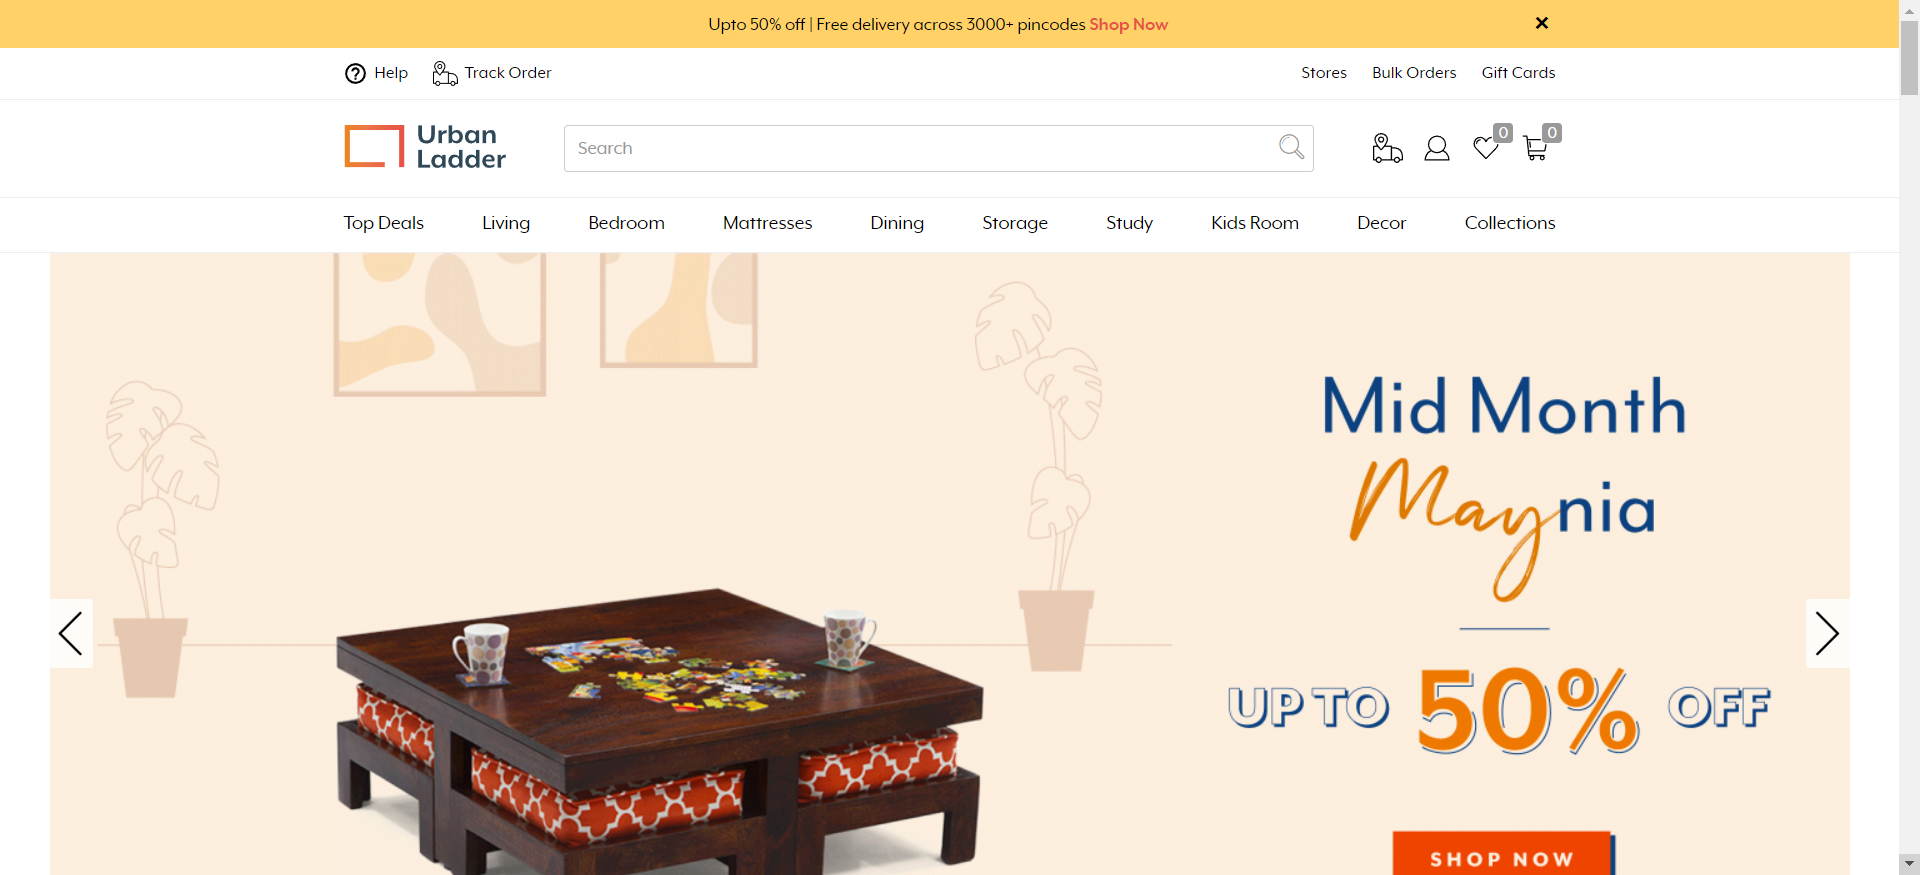 Upto 50% off | Free delivery across 3000+ pincodes Shop Now
Help Track Order Stores Bulk Orders Gift Cards
Urban
Ladder
Search
0 0
Top Deals Living Bedroom Mattresses Dining Storage Study Kids Room Decor Collections
Mid Month
Maynia
UP TO 50% OFF
SHOP NOW